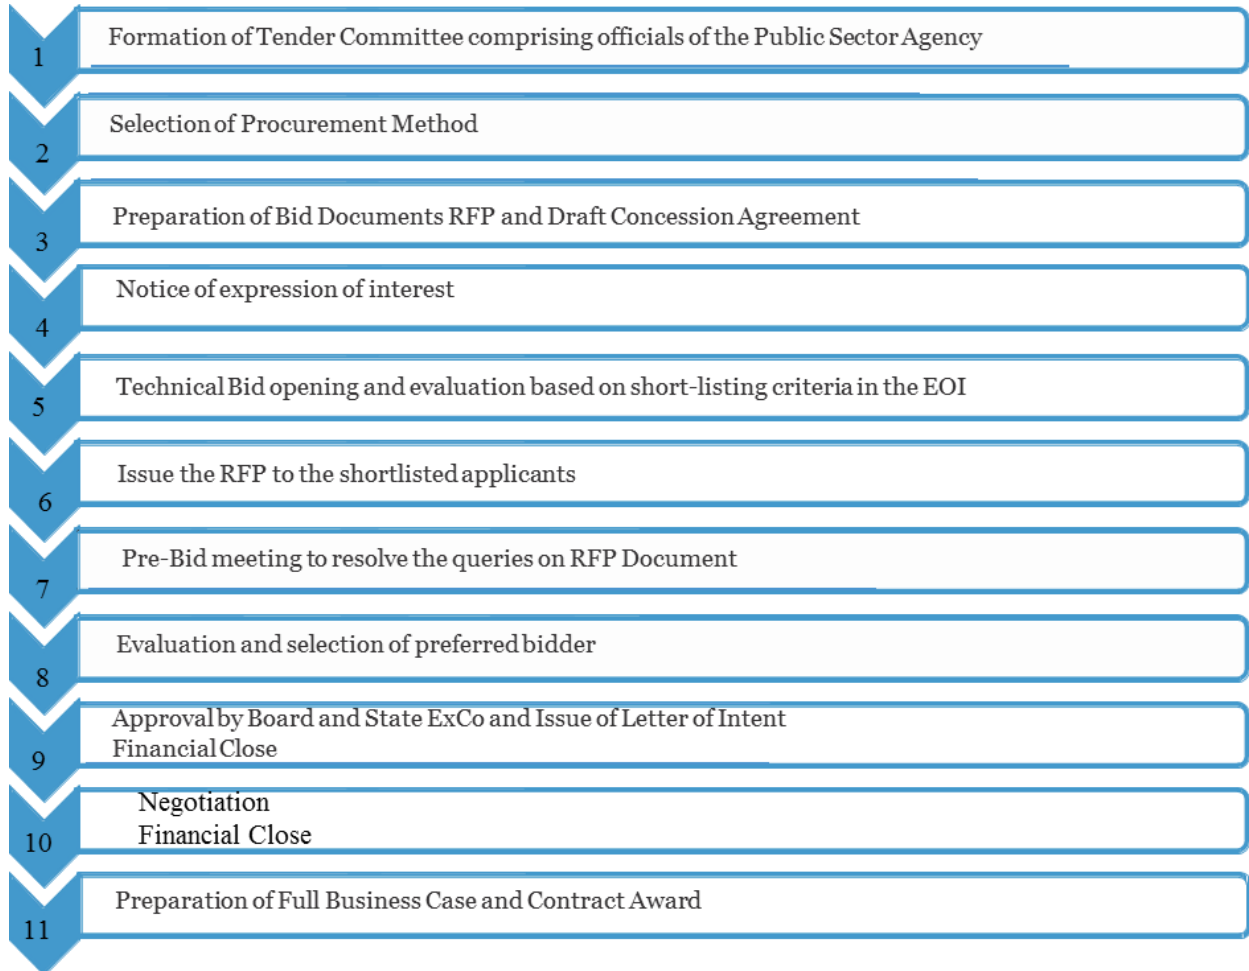 1
Formation of Tender Committee comprising officials of the Public Sector Agency
2
Selection of Procurement Method
3
Preparation of Bid Documents RFP and Draft Concession Agreement
4
Notice of expression of interest
5
Technical Bid opening and evaluation based on short-listing criteria in the EOI
6
Issue the RFP to the shortlisted applicants
7
Pre-Bid meeting to resolve the queries on RFP Document
8
Evaluation and selection of preferred bidder
9
Approval by Board and State ExCo and Issue of Letter of Intent
Financial Close
10
Negotiation
Financial Close
11
Preparation of Full Business Case and Contract Award